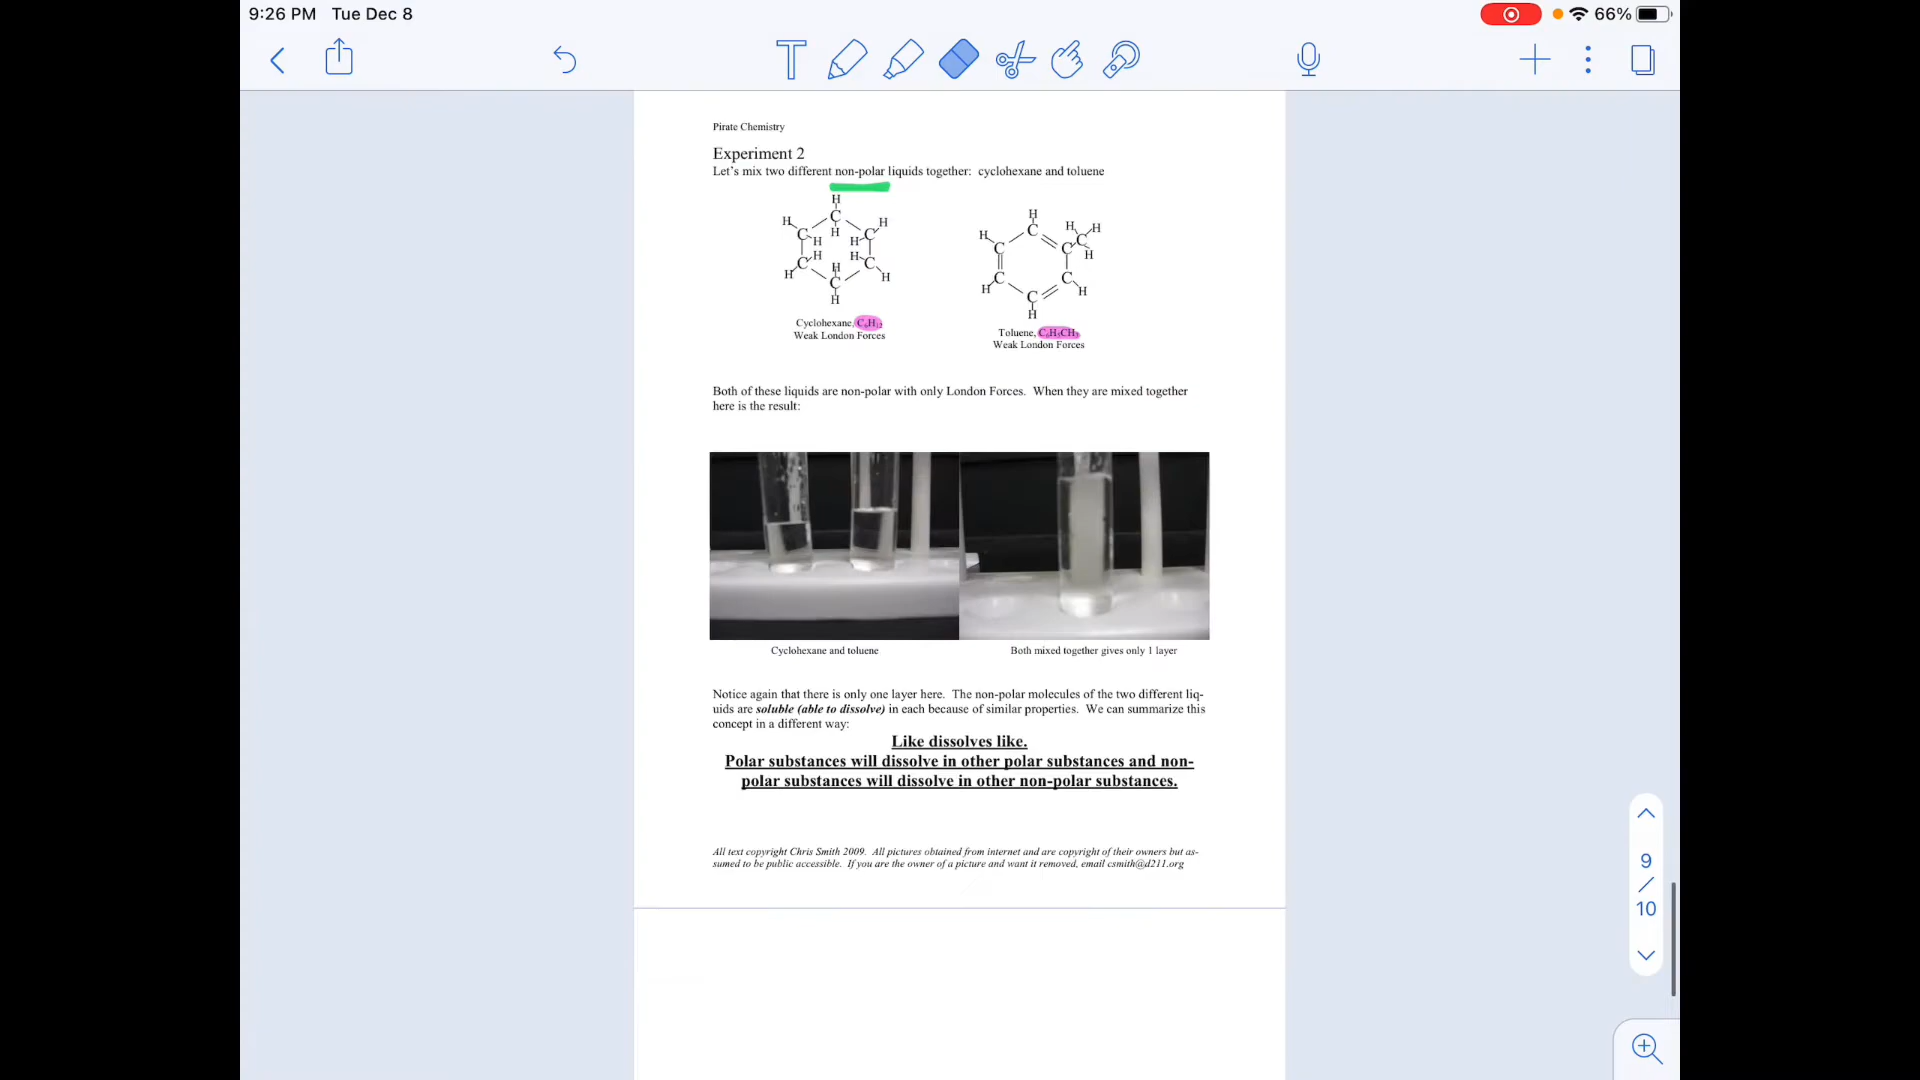 9:26 PM Tue Dec 8
66%
Pirate Chemistry
Experiment 2
Let's mix two different non-polar liquids together: cyclohexane and toluene
H
H C H
C H H H C
C H H H C
H C H
H
H
H C H H
C C C H
C C
H C H
H
Cyclohexane, C₆H₁₂
Weak London Forces
Toluene, C₆H₅CH₃
Weak London Forces
Both of these liquids are non-polar with only London Forces. When they are mixed together
here is the result:
Cyclohexane and toluene
Both mixed together gives only 1 layer
Notice again that there is only one layer here. The non-polar molecules of the two different liq-
uids are soluble (able to dissolve) in each because of similar properties. We can summarize this
concept in a different way:
Like dissolves like.
Polar substances will dissolve in other polar substances and non-
polar substances will dissolve in other non-polar substances.
All text copyright Chris Smith 2009. All pictures obtained from internet and are copyright of their owners but as-
sumed to be public accessible. If you are the owner of a picture and want it removed, email csmith@d211.org
9
/
10